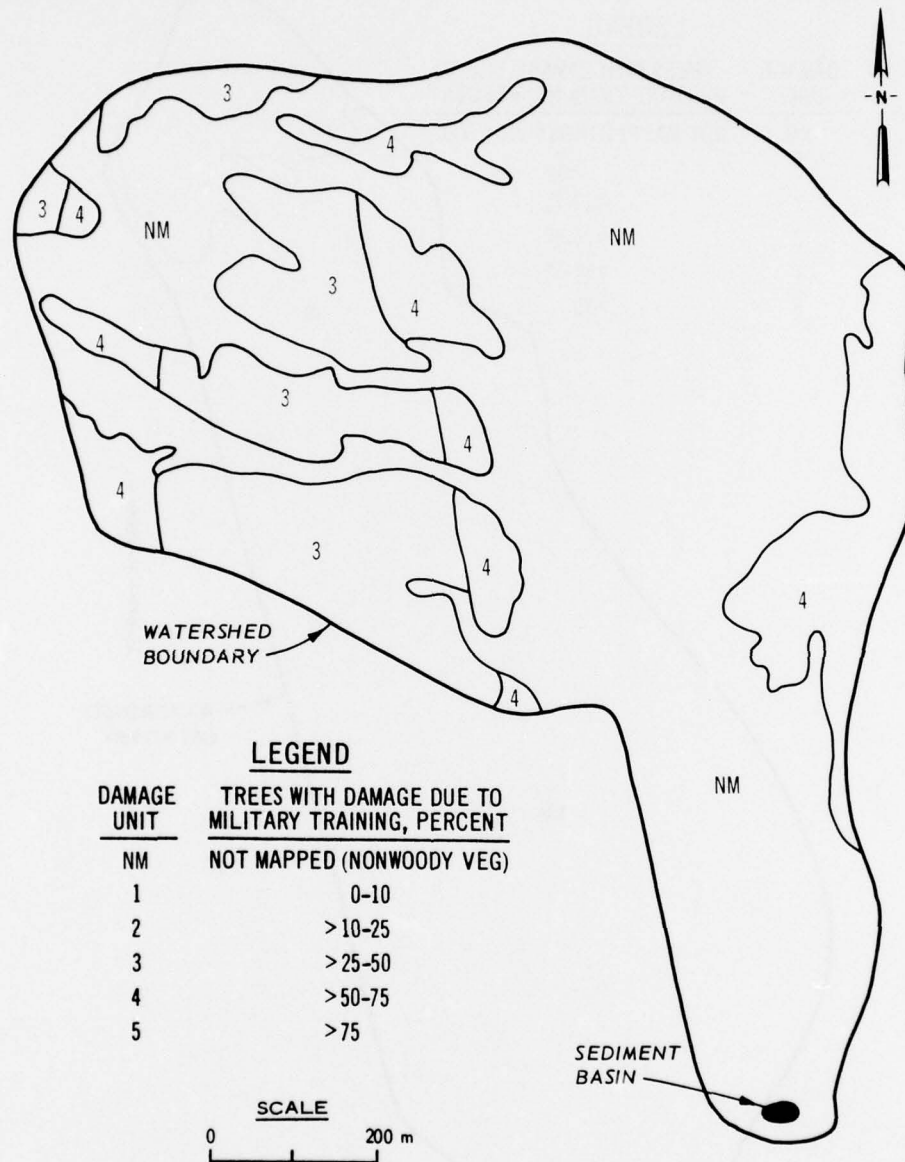 N
3
4
3
4
NM
NM
3
4
4
3
4
4
3
4
4
WATERSHED
BOUNDARY
4
NM
LEGEND
DAMAGE UNIT TREES WITH DAMAGE DUE TO MILITARY TRAINING, PERCENT
NM NOT MAPPED (NONWOODY VEG)
1 0-10
2 >10-25
3 >25-50
4 >50-75
5 >75
SEDIMENT
BASIN
SCALE
0 200 m